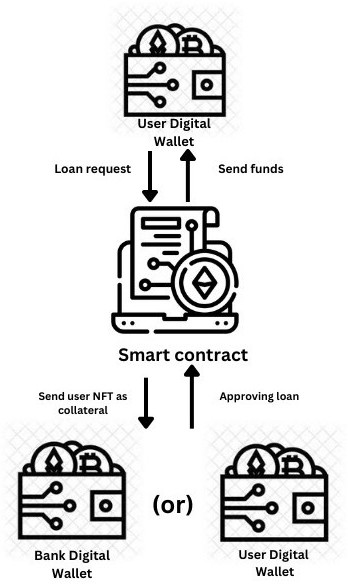 User Digital
Wallet
Loan request
Send funds
Smart contract
Send user NFT as
collateral
Approving loan
(or)
Bank Digital
Wallet
User Digital
Wallet